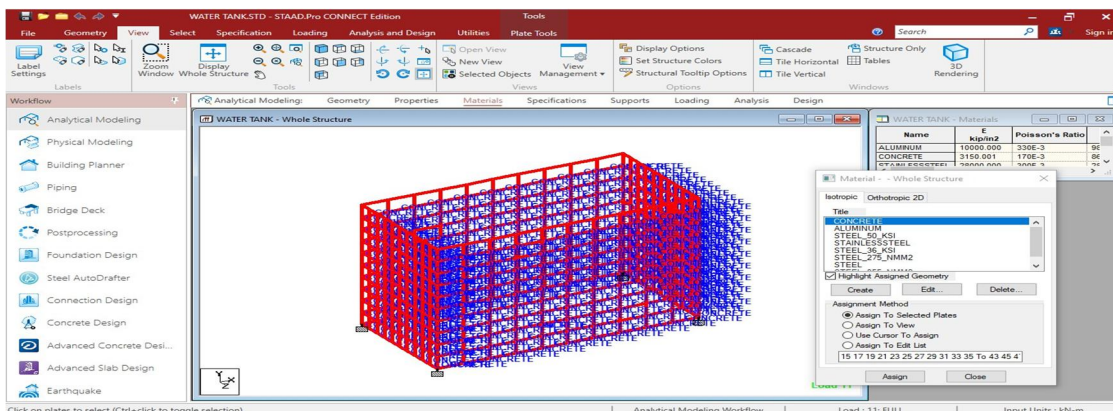 WATER TANK.STD - STAAD.Pro CONNECT Edition
Tools
File Geometry View Select Specification Loading Analysis and Design Utilities Plate Tools
Search
Sign in
Label Settings
Labels
Zoom Window
Display Whole Structure
Tools
Open View
New View
Selected Objects
View Management
Views
Display Options
Set Structure Colors
Structural Tooltip Options
Options
Cascade
Tile Horizontal
Tile Vertical
Structure Only
Tables
Windows
3D Rendering
Workflow
Analytical Modeling: Geometry Properties Materials Specifications Supports Loading Analysis Design
Analytical Modeling
Physical Modeling
Building Planner
Piping
Bridge Deck
Postprocessing
Foundation Design
Steel AutoDrafter
Connection Design
Concrete Design
Advanced Concrete Desi...
Advanced Slab Design
Earthquake
WATER TANK - Whole Structure
CONCRETE
Y
X
Z
Load 11
WATER TANK - Materials
Name E kip/in2 Poisson's Ratio
ALUMINUM 10000.000 330E-3
CONCRETE 3150.001 170E-3
STAINLESSSTEEL 28000.000 300E-3
Material - - Whole Structure
Isotropic Orthotropic 2D
Title
CONCRETE
ALUMINUM
STEEL_50_KSI
STAINLESSSTEEL
STEEL_36_KSI
STEEL_275_NMM2
STEEL
Highlight Assigned Geometry
Create Edit... Delete...
Assignment Method
Assign To Selected Plates
Assign To View
Use Cursor To Assign
Assign To Edit List
15 17 19 21 23 25 27 29 31 33 35 To 43 45 4
Assign Close
Click on plates to select (Ctrl+click to toggle selection)
Analytical Modeling Workflow
Load : 11: FULL
Input Units : kN-m